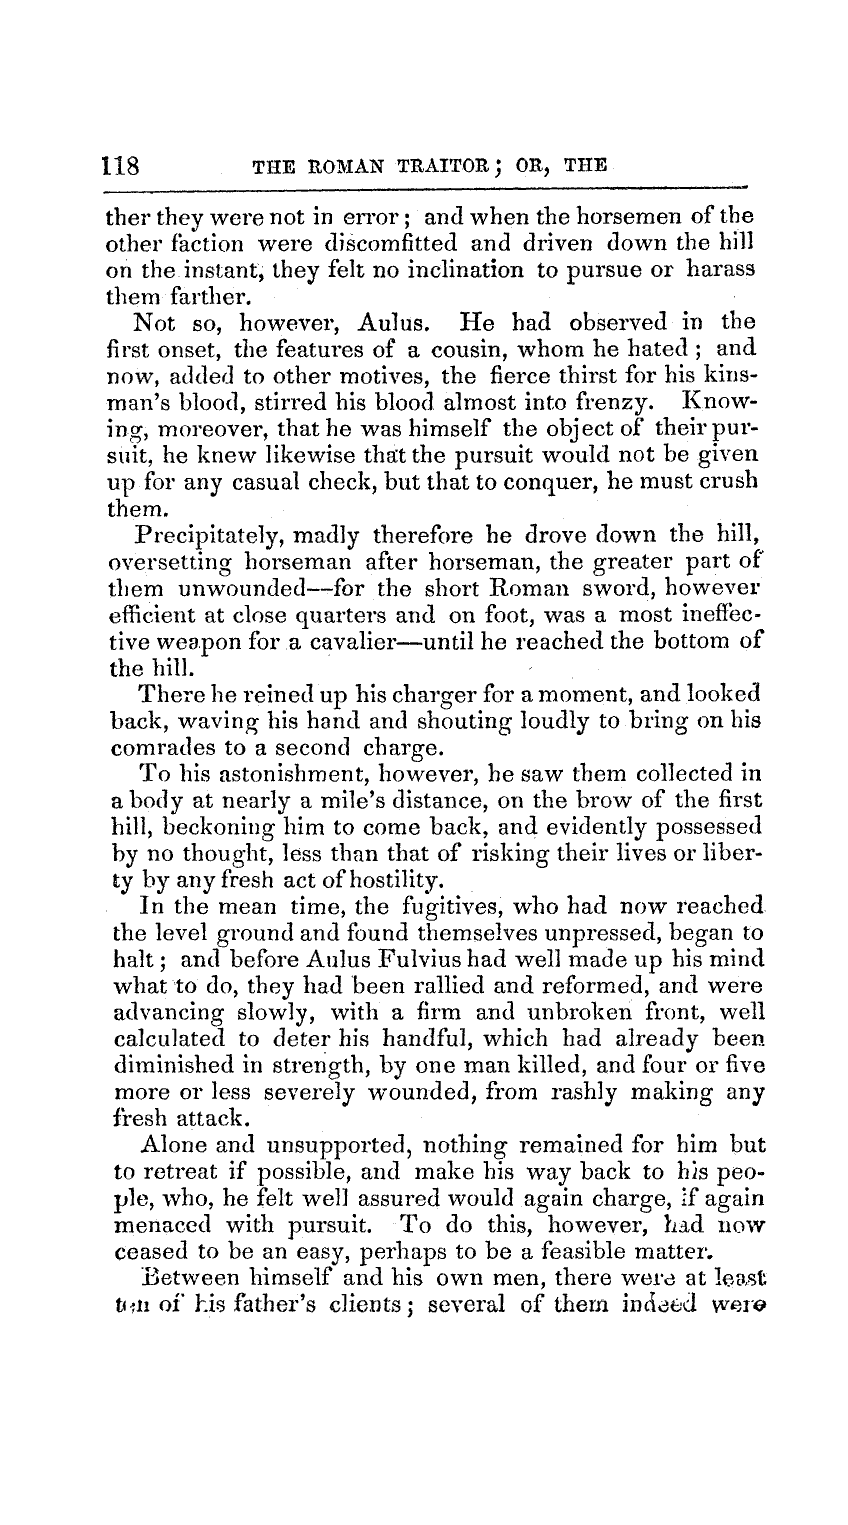 118 THE ROMAN TRAITOR; OR, THE
ther they were not in error; and when the horsemen of the
other faction were discomfitted and driven down the hill
on the instant, they felt no inclination to pursue or harass
them farther.
Not so, however, Aulus. He had observed in the
first onset, the features of a cousin, whom he hated; and
now, added to other motives, the fierce thirst for his kins-
man's blood, stirred his blood almost into frenzy. Know-
ing, moreover, that he was himself the object of their pur-
suit, he knew likewise that the pursuit would not be given
up for any casual check, but that to conquer, he must crush
them.
Precipitately, madly therefore he drove down the hill,
oversetting horseman after horseman, the greater part of
them unwounded—for the short Roman sword, however
efficient at close quarters and on foot, was a most ineffec-
tive weapon for a cavalier—until he reached the bottom of
the hill.
There he reined up his charger for a moment, and looked
back, waving his hand and shouting loudly to bring on his
comrades to a second charge.
To his astonishment, however, he saw them collected in
a body at nearly a mile's distance, on the brow of the first
hill, beckoning him to come back, and evidently possessed
by no thought, less than that of risking their lives or liber-
ty by any fresh act of hostility.
In the mean time, the fugitives, who had now reached
the level ground and found themselves unpressed, began to
halt; and before Aulus Fulvius had well made up his mind
what to do, they had been rallied and reformed, and were
advancing slowly, with a firm and unbroken front, well
calculated to deter his handful, which had already been
diminished in strength, by one man killed, and four or five
more or less severely wounded, from rashly making any
fresh attack.
Alone and unsupported, nothing remained for him but
to retreat if possible, and make his way back to his peo-
ple, who, he felt well assured would again charge, if again
menaced with pursuit. To do this, however, had now
ceased to be an easy, perhaps to be a feasible matter.
Between himself and his own men, there were at least
ten of his father's clients; several of them indeed were